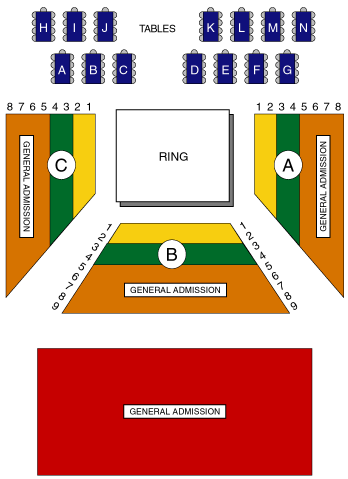 H I J TABLES K L M N
A B C D E F G
8 7 6 5 4 3 2 1
1 2 3 4 5 6 7 8
RING
GENERAL ADMISSION
C
A
GENERAL ADMISSION
1 2 3 4 5 6 7 8 9
1 2 3 4 5 6 7 8 9
B
GENERAL ADMISSION
GENERAL ADMISSION